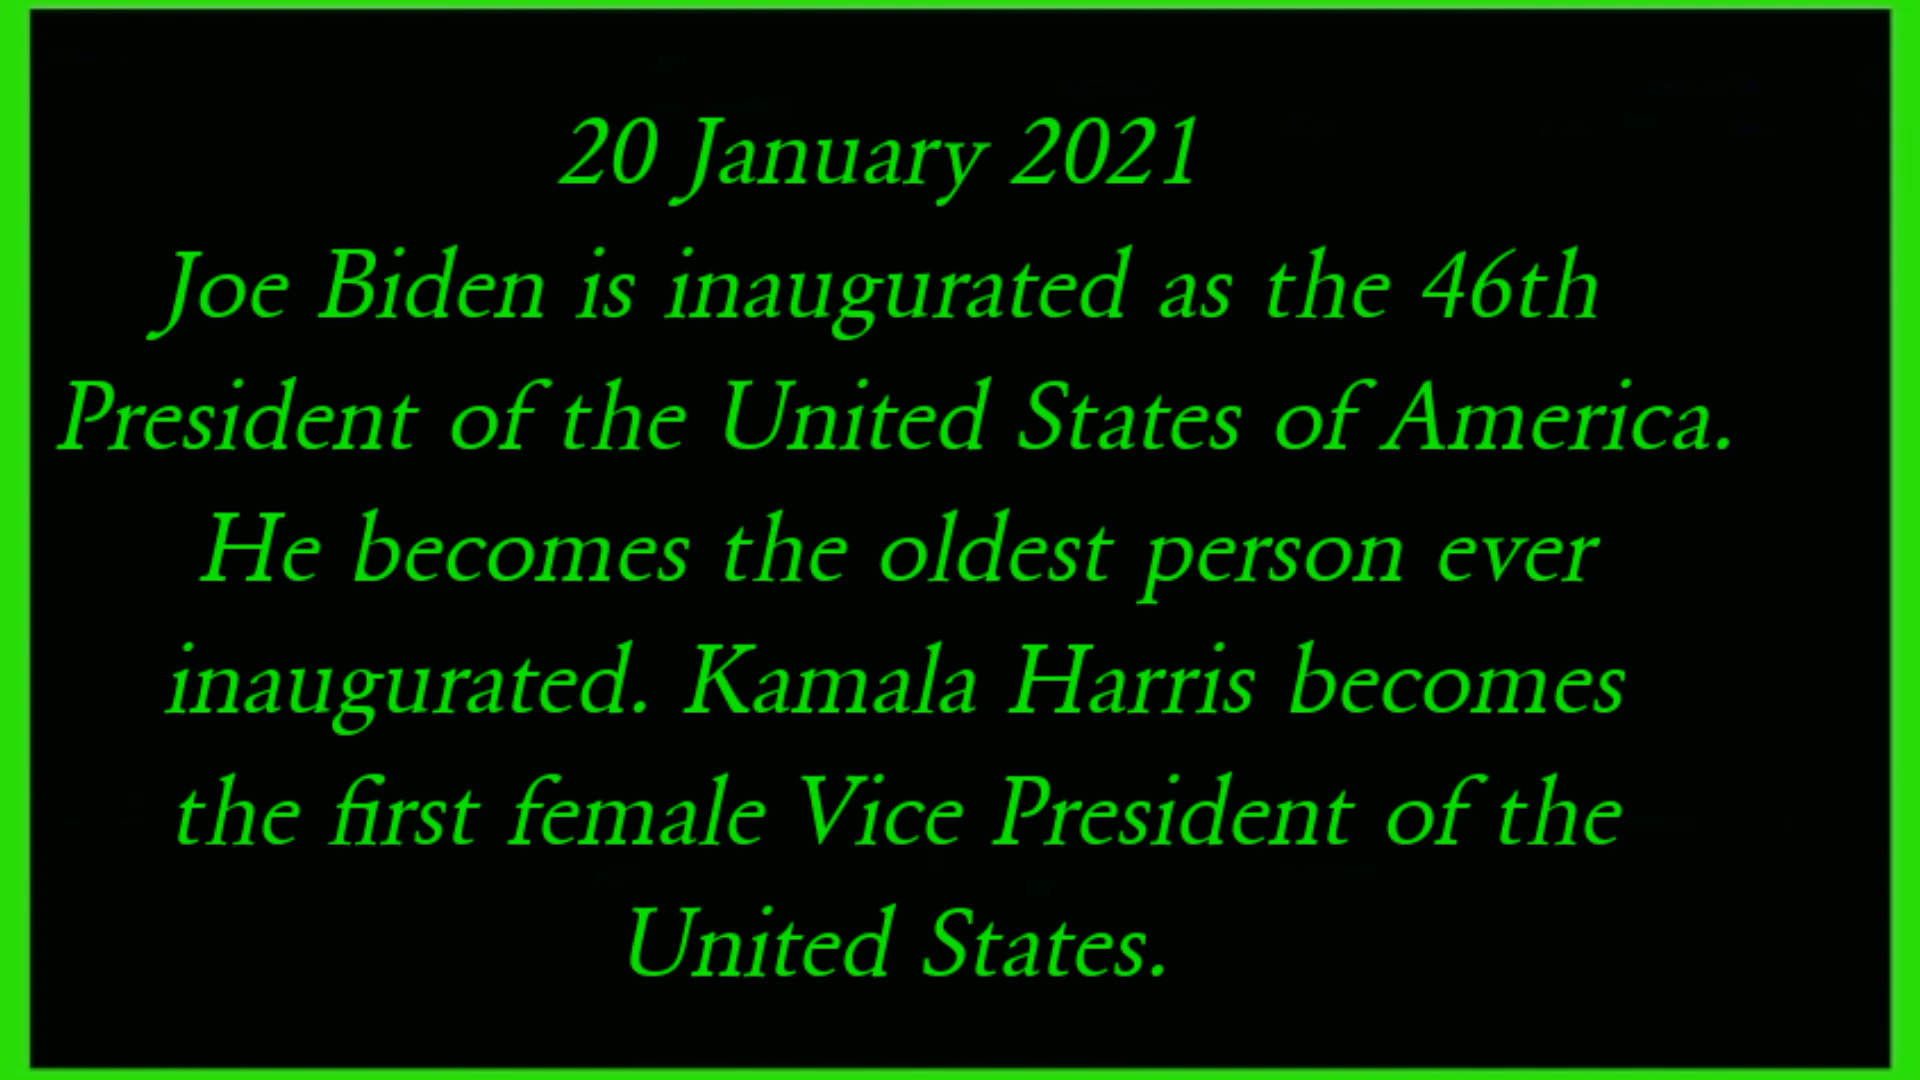 20 January 2021
Joe Biden is inaugurated as the 46th
President of the United States of America.
He becomes the oldest person ever
inaugurated. Kamala Harris becomes
the first female Vice President of the
United States.